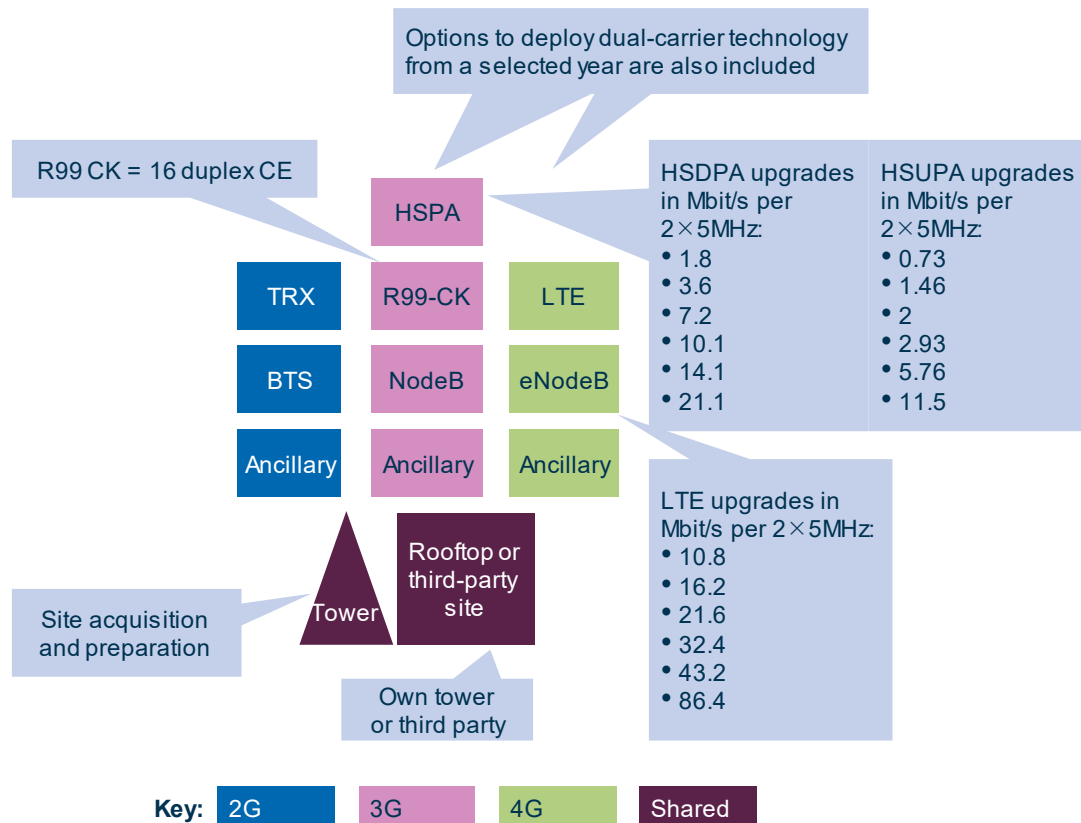 Options to deploy dual-carrier technology
from a selected year are also included
R99 CK = 16 duplex CE
HSPA
TRX
R99-CK
LTE
BTS
NodeB
eNodeB
Ancillary
Ancillary
Ancillary
Tower
Rooftop or
third-party
site
Site acquisition
and preparation
Own tower
or third party
HSDPA upgrades
in Mbit/s per
2×5MHz:
• 1.8
• 3.6
• 7.2
• 10.1
• 14.1
• 21.1
HSUPA upgrades
in Mbit/s per
2×5MHz:
• 0.73
• 1.46
• 2
• 2.93
• 5.76
• 11.5
LTE upgrades in
Mbit/s per 2×5MHz:
• 10.8
• 16.2
• 21.6
• 32.4
• 43.2
• 86.4
Key: 2G 3G 4G Shared